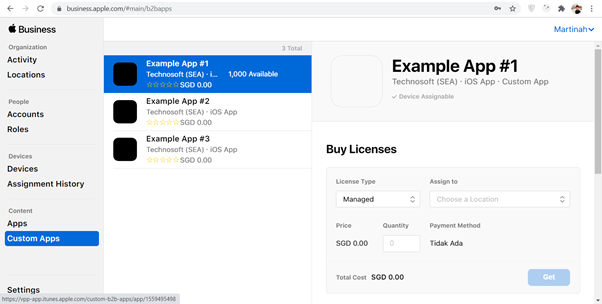 business.apple.com/#main/b2bapps
Business
Martinah
Organization
Activity
Locations
People
Accounts
Roles
Devices
Devices
Assignment History
Content
Apps
Custom Apps
Settings
3 Total
Example App #1
Technosoft (SEA) · i... 1,000 Available
☆☆☆☆☆ SGD 0.00
Example App #2
Technosoft (SEA) · iOS App
☆☆☆☆☆ SGD 0.00
Example App #3
Technosoft (SEA) · iOS App
☆☆☆☆☆ SGD 0.00
Example App #1
Technosoft (SEA) · iOS App · Custom App
✓ Device Assignable
Buy Licenses
License Type Assign to
Managed Choose a Location
Price Quantity Payment Method
SGD 0.00 0 Tidak Ada
Total Cost SGD 0.00 Get
https://vpp-app.itunes.apple.com/custom-b2b-apps/app/1559495498